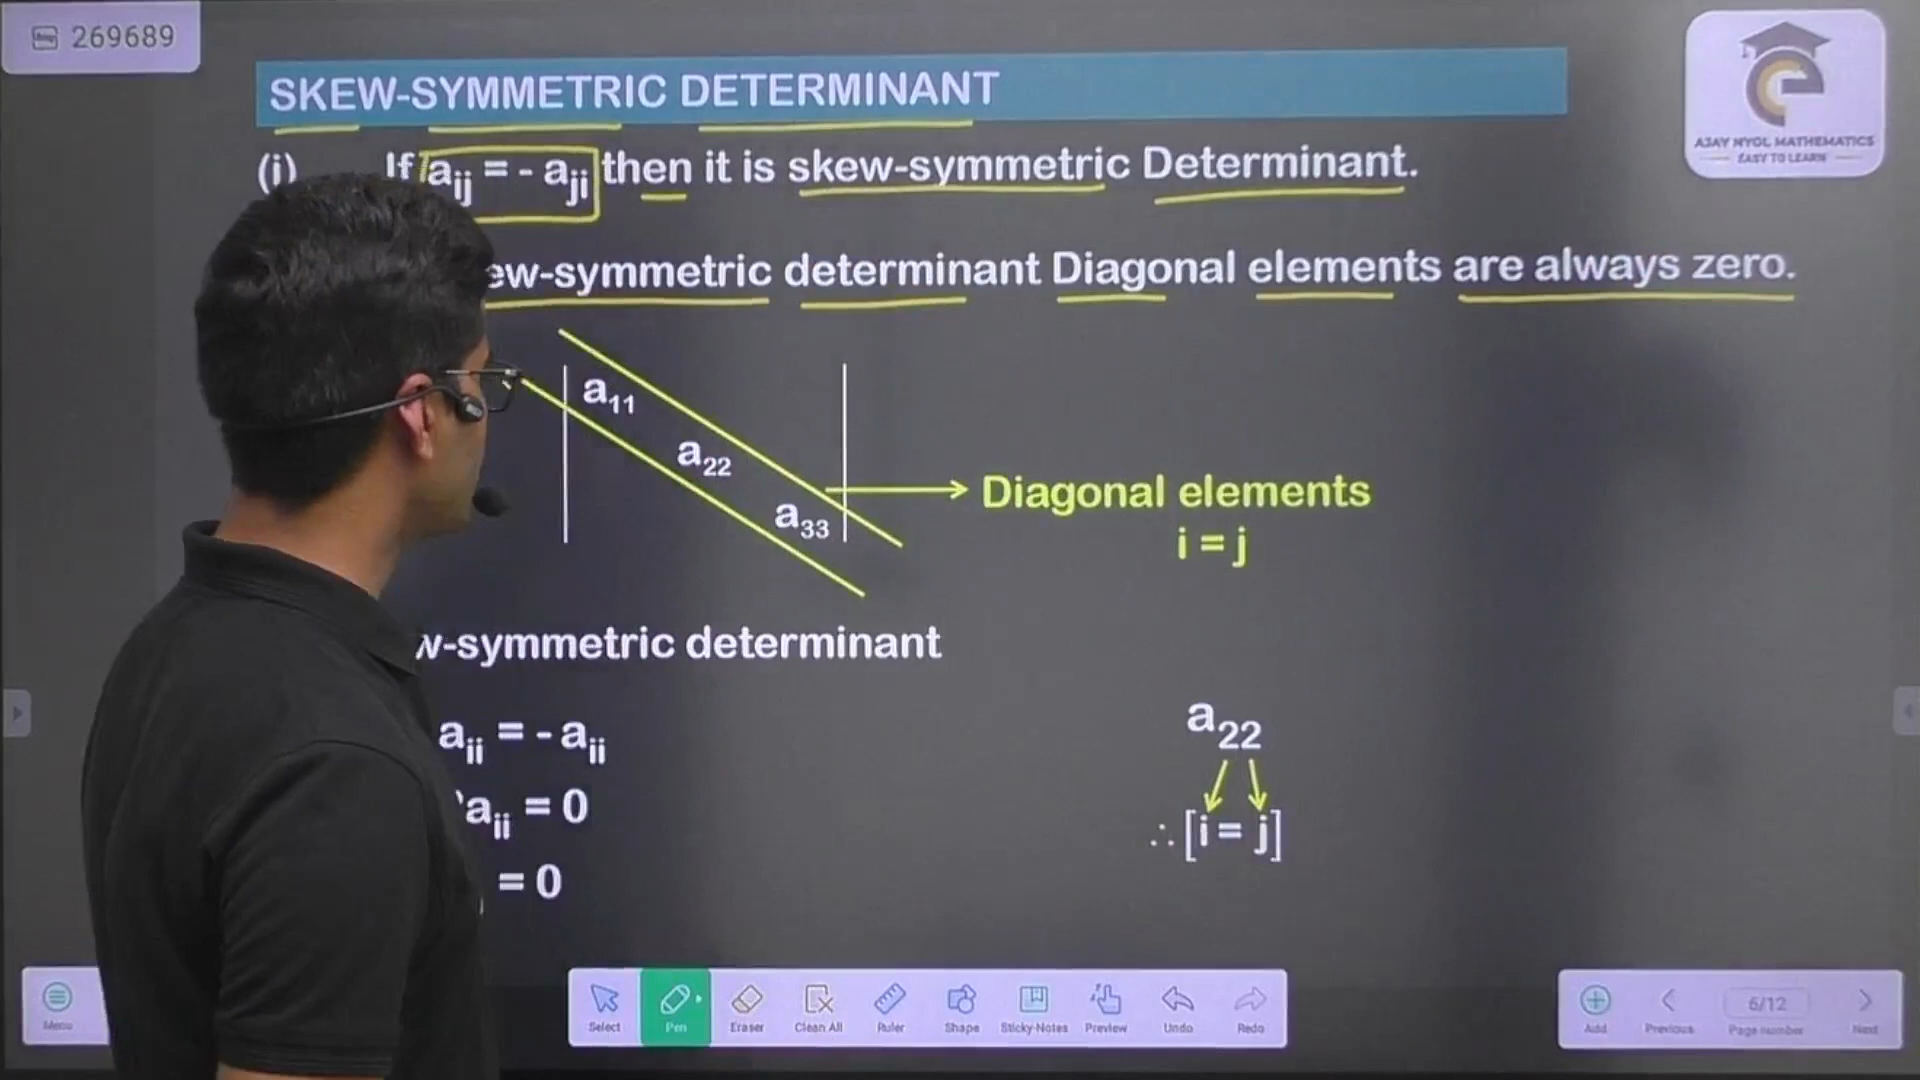 269689
SKEW-SYMMETRIC DETERMINANT
AJAY NYOL MATHEMATICS
EASY TO LEARN
(i) If aij = - aji then it is skew-symmetric Determinant.
ew-symmetric determinant Diagonal elements are always zero.
a11
a22
a33
Diagonal elements
i = j
w-symmetric determinant
aii = - aii
aii = 0
= 0
a22
∴ [i = j]
Menu
Select Pen Eraser Clean All Ruler Shape Sticky-Notes Preview Undo Redo
Add Previous 6/12 Page number Next